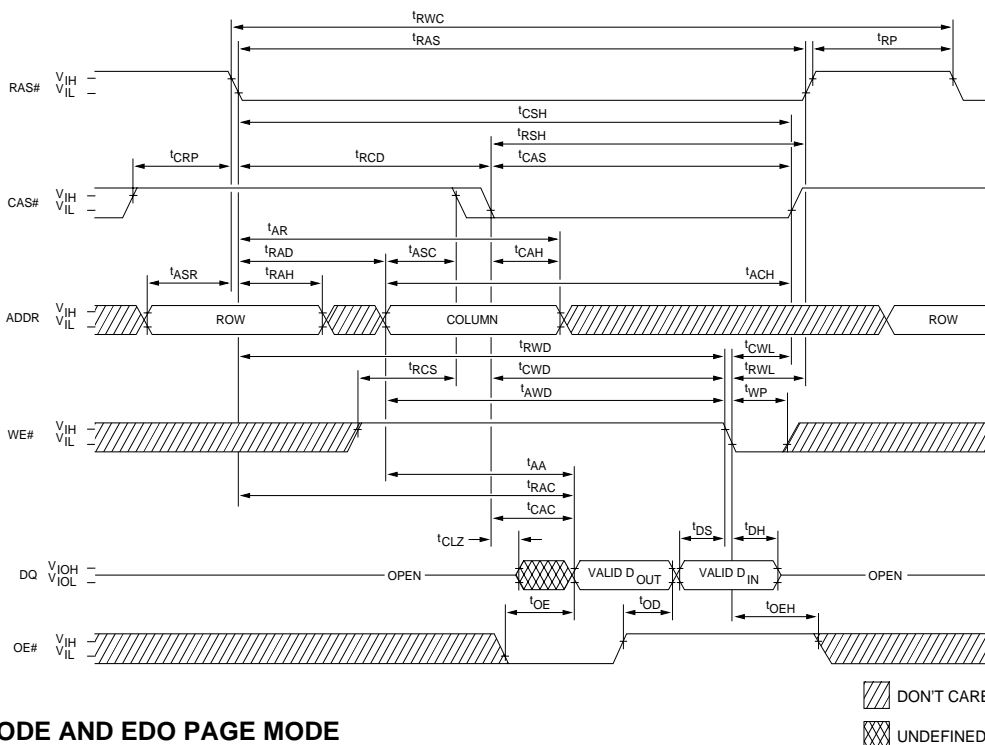 tRWC
tRAS
tRP
RAS#
VIH
VIL
tCSH
tRSH
tCRP
tRCD
tCAS
CAS#
VIH
VIL
tAR
tRAD
tASC
tCAH
tASR
tRAH
tACH
ADDR
VIH
VIL
ROW
COLUMN
ROW
tRWD
tCWL
tRCS
tCWD
tRWL
tAWD
tWP
WE#
VIH
VIL
tAA
tRAC
tCAC
tCLZ
tDS
tDH
DQ
VIOH
VIOL
OPEN
VALID DOUT
VALID DIN
OPEN
tOE
tOD
tOEH
OE#
VIH
VIL
DON'T CARE
UNDEFINED
ODE AND EDO PAGE MODE